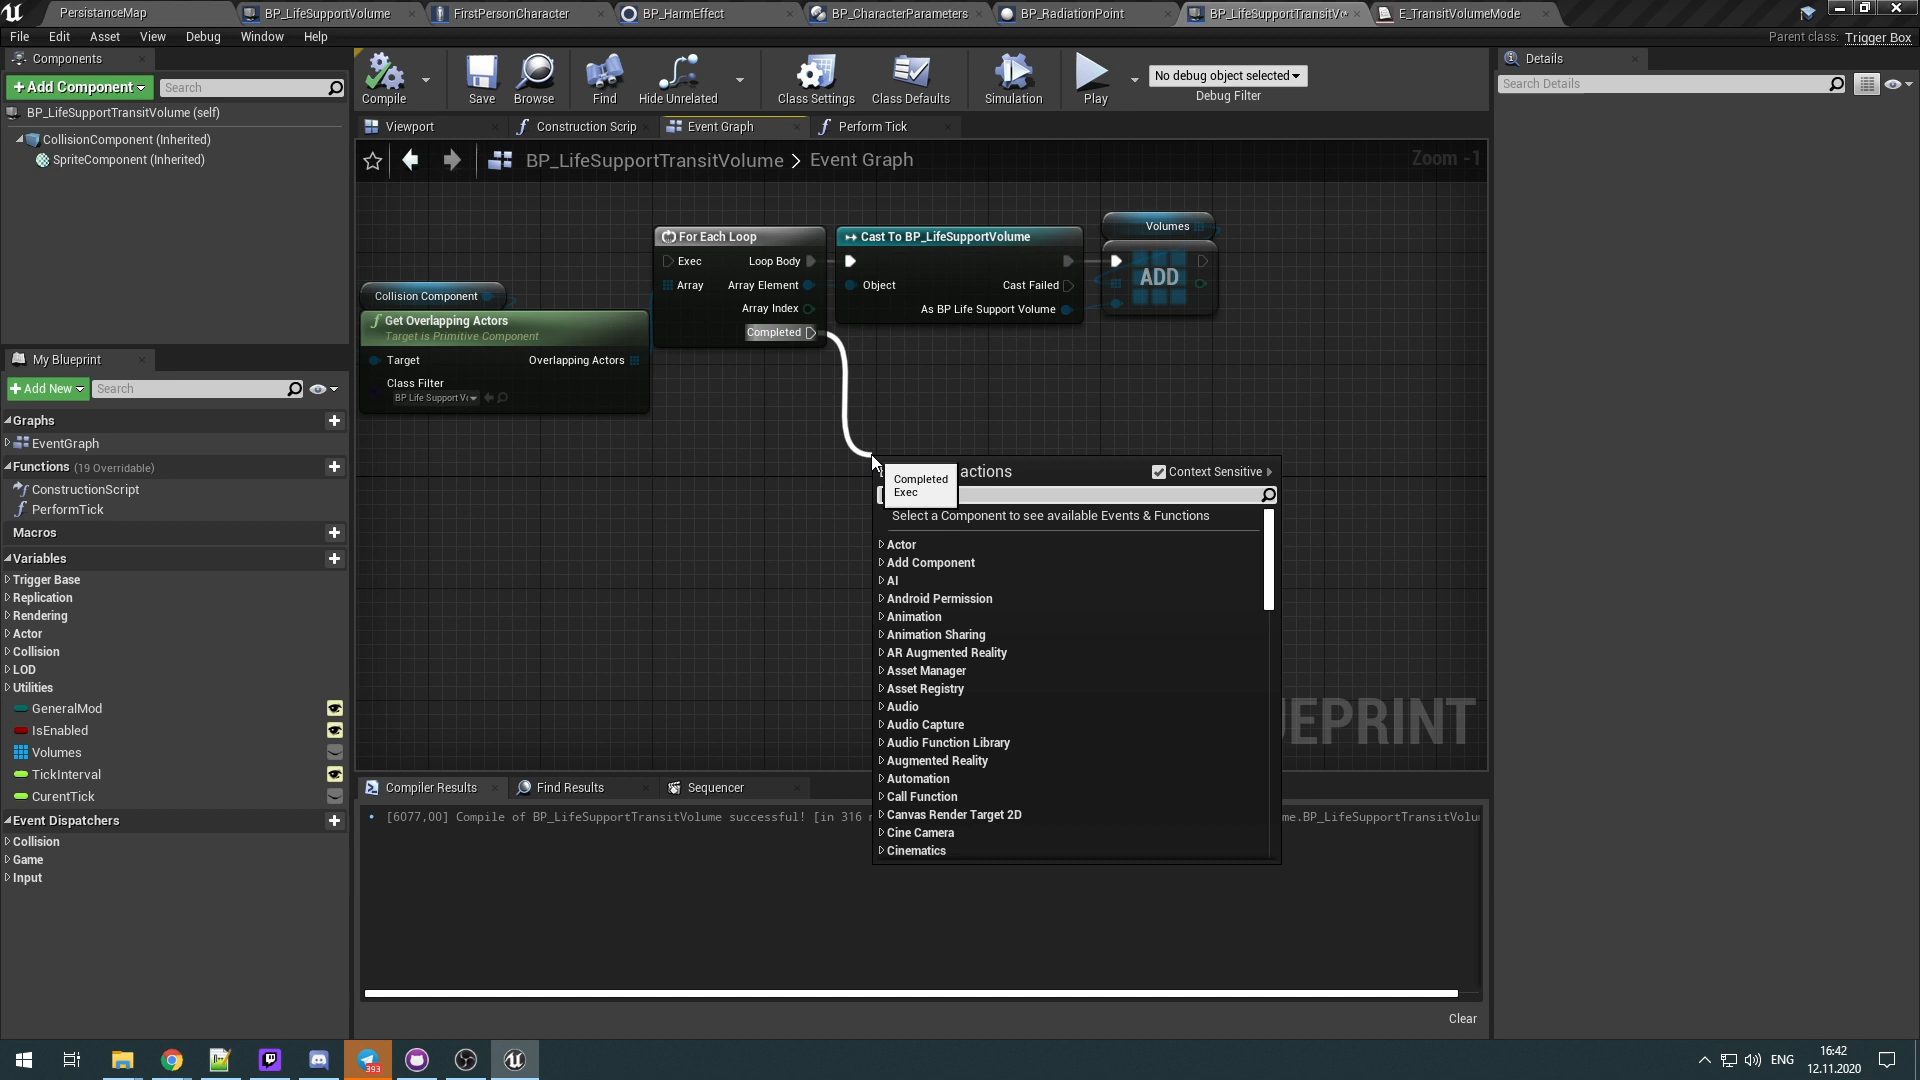 PersistanceMap
BP_LifeSupportVolume
FirstPersonCharacter
BP_HarmEffect
BP_CharacterParameters
BP_RadiationPoint
BP_LifeSupportTransitVo
E_TransitVolumeMode
File
Edit
Asset
View
Debug
Window
Help
Parent class:
Trigger Box
Components
+Add Component
Search
BP_LifeSupportTransitVolume (self)
CollisionComponent (Inherited)
SpriteComponent (Inherited)
Compile
Save
Browse
Find
Hide Unrelated
Class Settings
Class Defaults
Simulation
Play
No debug object selected
Debug Filter
Details
Search Details
Viewport
Construction Scrip
Event Graph
Perform Tick
BP_LifeSupportTransitVolume > Event Graph
Zoom -1
Collision Component
Get Overlapping Actors
Target is Primitive Component
Target
Overlapping Actors
Class Filter
BP Life Support V
For Each Loop
Exec
Loop Body
Array
Array Element
Array Index
Completed
Cast To BP_LifeSupportVolume
Object
Cast Failed
As BP Life Support Volume
Volumes
ADD
actions
Context Sensitive
Completed
Exec
Select a Component to see available Events & Functions
Actor
Add Component
AI
Android Permission
Animation
Animation Sharing
AR Augmented Reality
Asset Manager
Asset Registry
Audio
Audio Capture
Audio Function Library
Augmented Reality
Automation
Call Function
Canvas Render Target 2D
Cine Camera
Cinematics
UEPRINT
My Blueprint
+Add New
Search
Graphs
EventGraph
Functions (19 Overridable)
ConstructionScript
PerformTick
Macros
Variables
Trigger Base
Replication
Rendering
Actor
Collision
LOD
Utilities
GeneralMod
IsEnabled
Volumes
TickInterval
CurentTick
Event Dispatchers
Collision
Game
Input
Compiler Results
Find Results
Sequencer
[6077,00] Compile of BP_LifeSupportTransitVolume successful! [in 316
me.BP_LifeSupportTransitVolu
Clear
393
ENG
16:42
12.11.2020